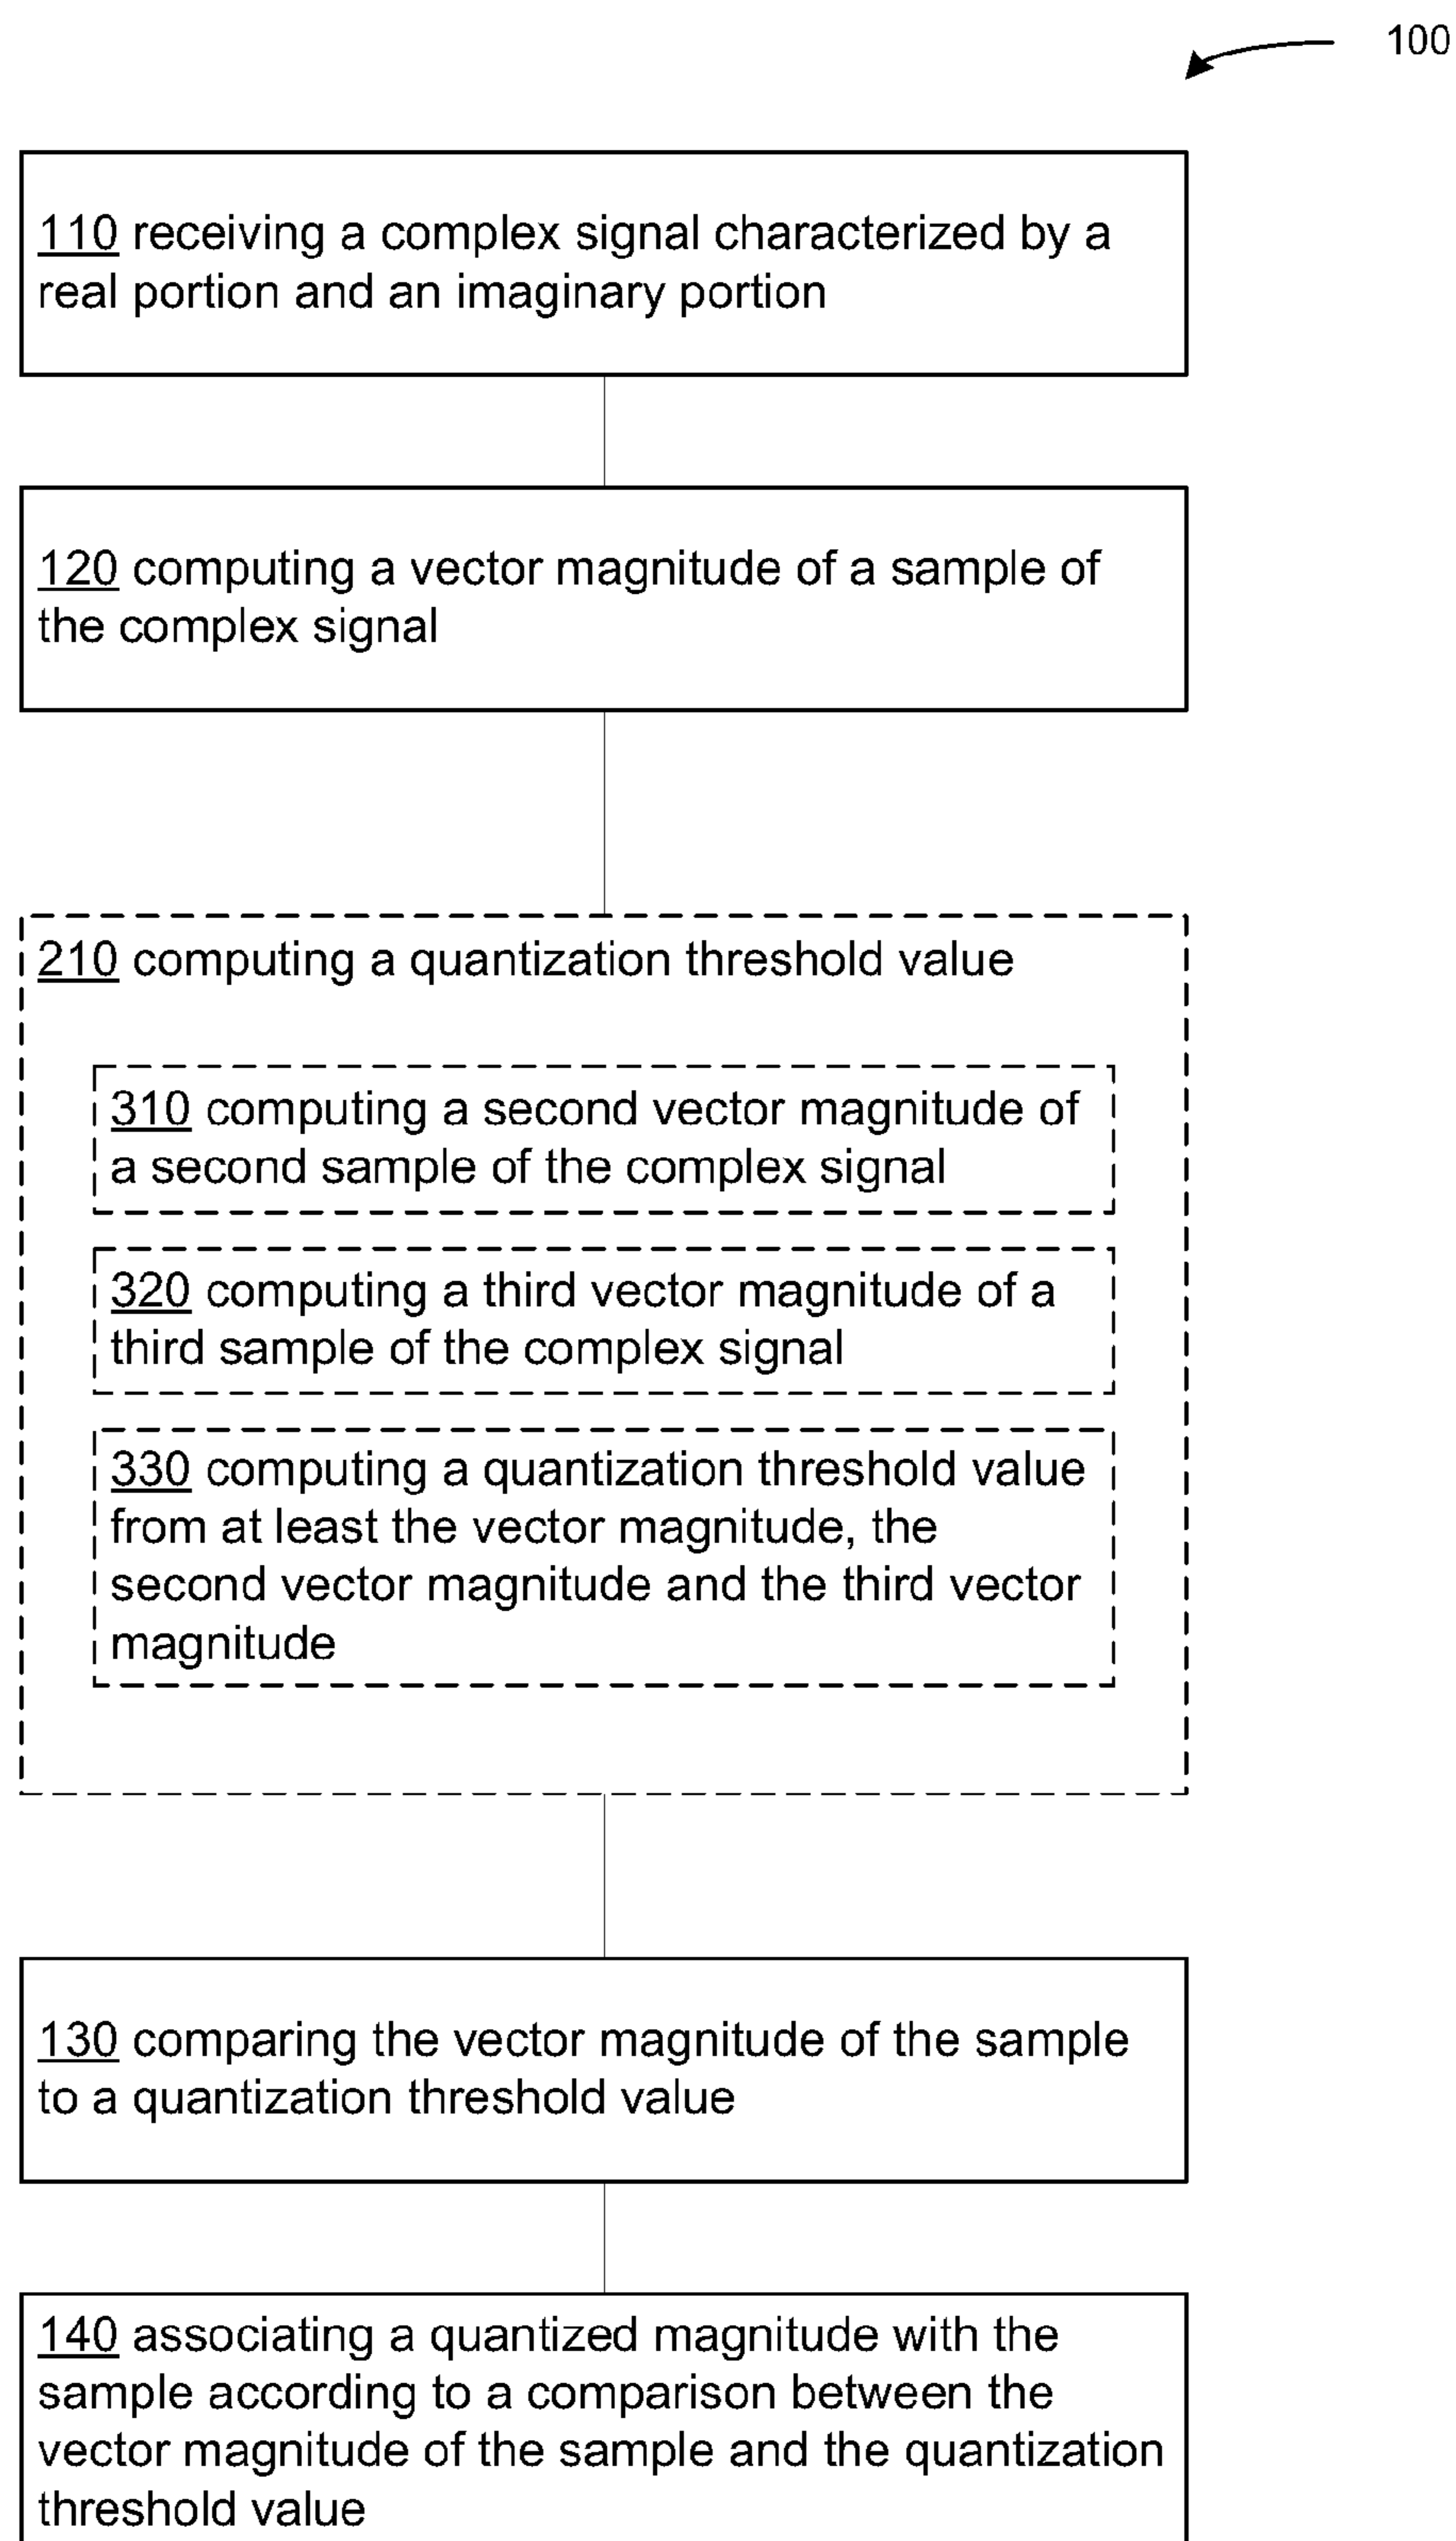 100
110 receiving a complex signal characterized by a
real portion and an imaginary portion
120 computing a vector magnitude of a sample of
the complex signal
210 computing a quantization threshold value
310 computing a second vector magnitude of
a second sample of the complex signal
320 computing a third vector magnitude of a
third sample of the complex signal
330 computing a quantization threshold value
from at least the vector magnitude, the
second vector magnitude and the third vector
magnitude
130 comparing the vector magnitude of the sample
to a quantization threshold value
140 associating a quantized magnitude with the
sample according to a comparison between the
vector magnitude of the sample and the quantization
threshold value